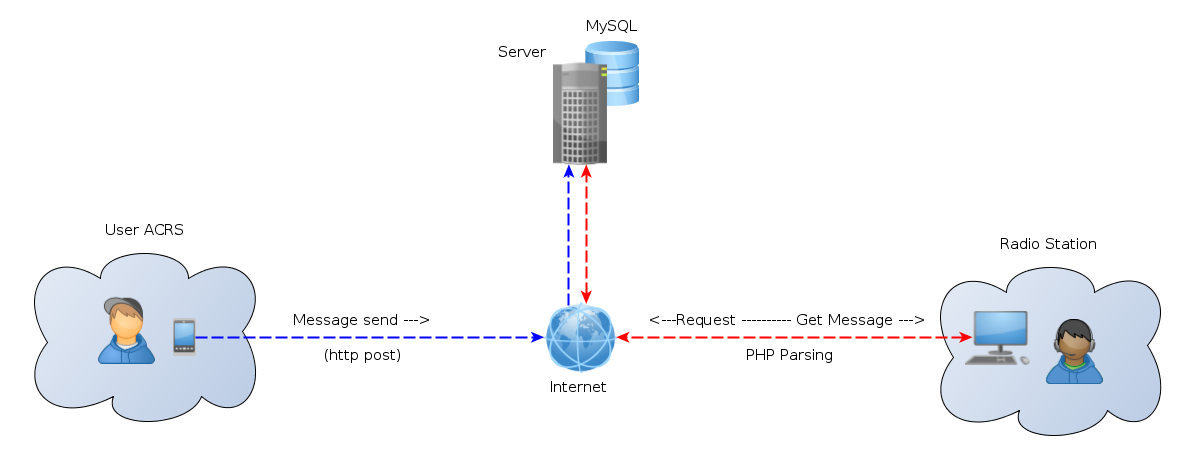 MySQL
Server
User ACRS
Radio Station
Message send --->
<---Request ---------- Get Message --->
(http post)
PHP Parsing
Internet